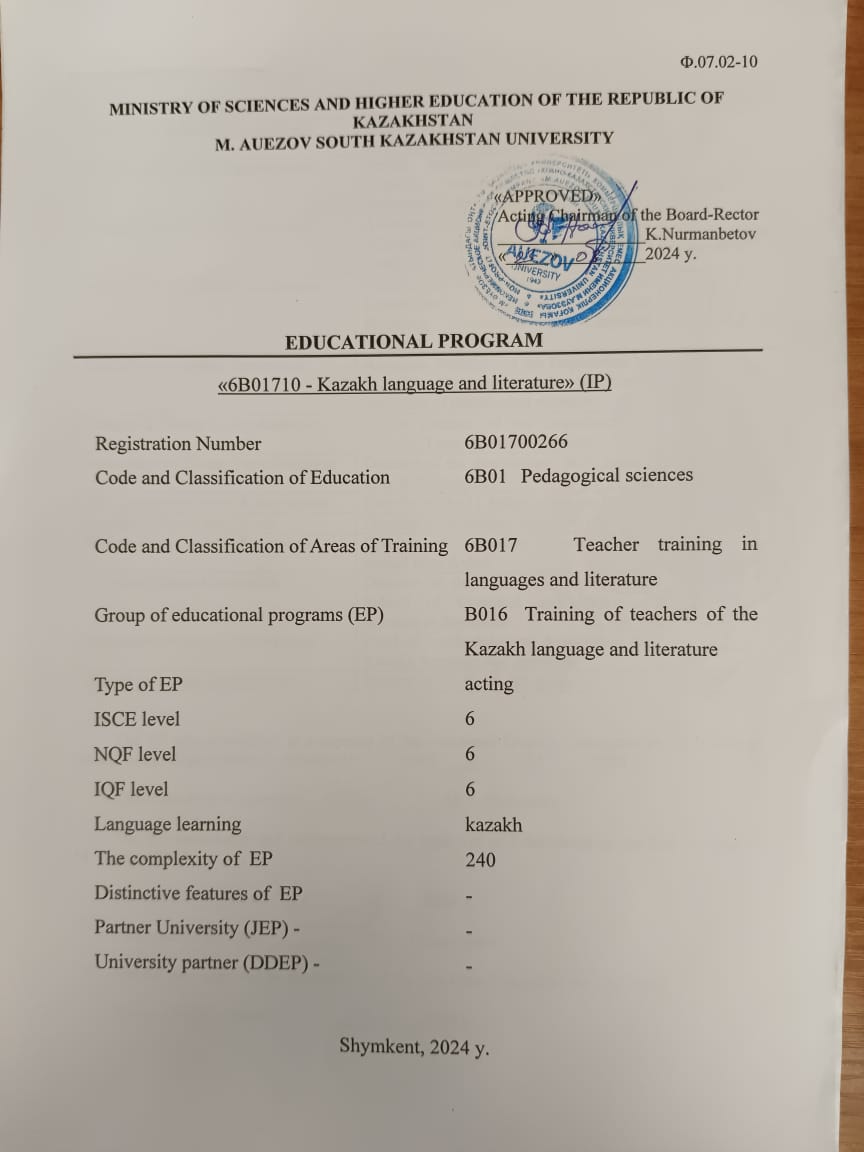 Ф.07.02-10
MINISTRY OF SCIENCES AND HIGHER EDUCATION OF THE REPUBLIC OF
KAZAKHSTAN
M. AUEZOV SOUTH KAZAKHSTAN UNIVERSITY
«APPROVED»
Acting Chairman of the Board-Rector
K.Nurmanbetov
2024 y.
AUEZOV
UNIVERSITY
1943
EDUCATIONAL PROGRAM
«6B01710 - Kazakh language and literature» (IP)
Registration Number 6B01700266
Code and Classification of Education 6B01 Pedagogical sciences
Code and Classification of Areas of Training 6B017 Teacher training in
languages and literature
Group of educational programs (EP) B016 Training of teachers of the
Kazakh language and literature
Type of EP acting
ISCE level 6
NQF level 6
IQF level 6
Language learning kazakh
The complexity of EP 240
Distinctive features of EP -
Partner University (JEP) - -
University partner (DDEP) - -
Shymkent, 2024 y.